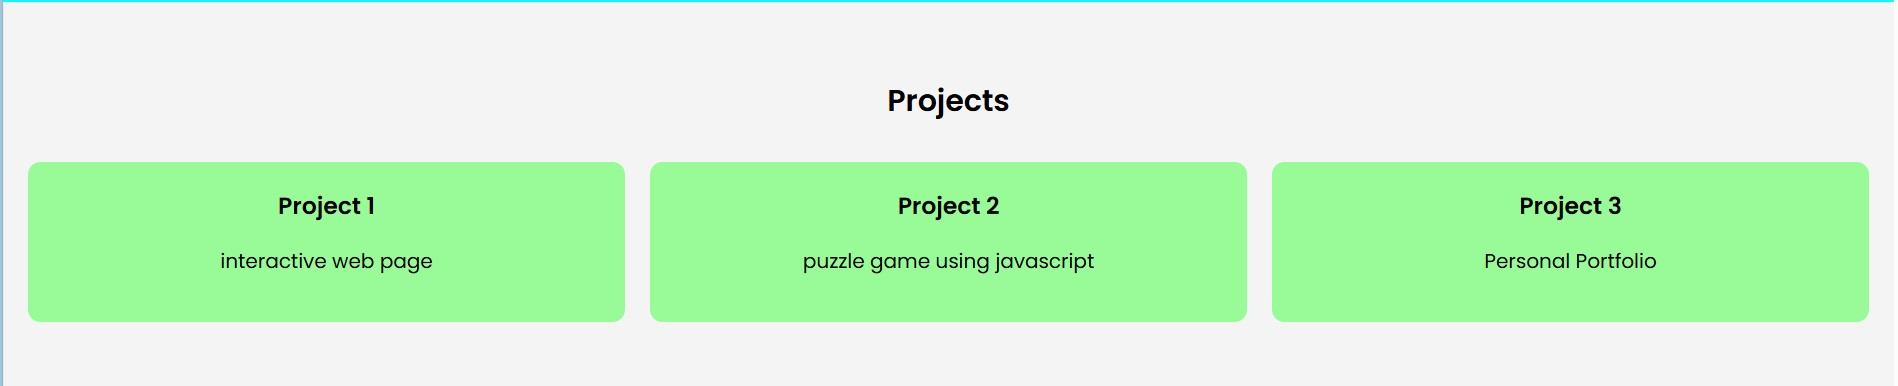 Projects
Project 1
interactive web page
Project 2
puzzle game using javascript
Project 3
Personal Portfolio